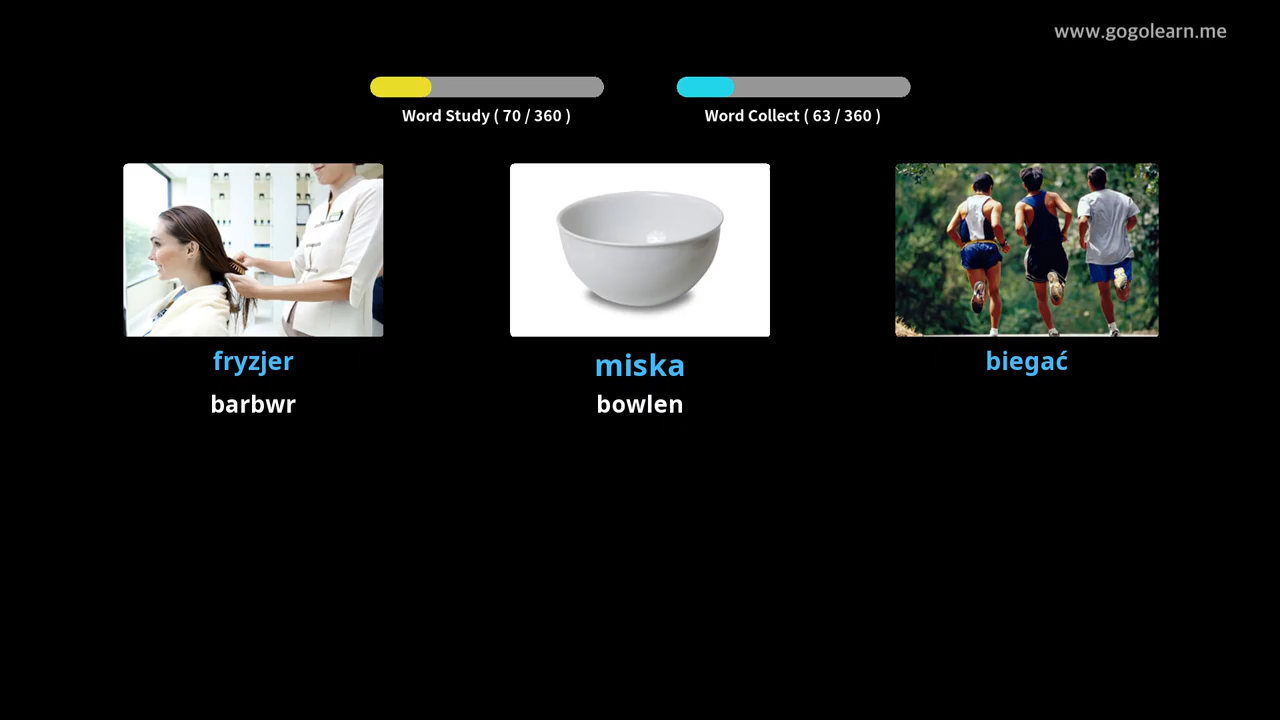 www.gogolearn.me
Word Study ( 70 / 360 )
Word Collect ( 63 / 360 )
fryzjer
miska
biegać
barbwr
bowlen